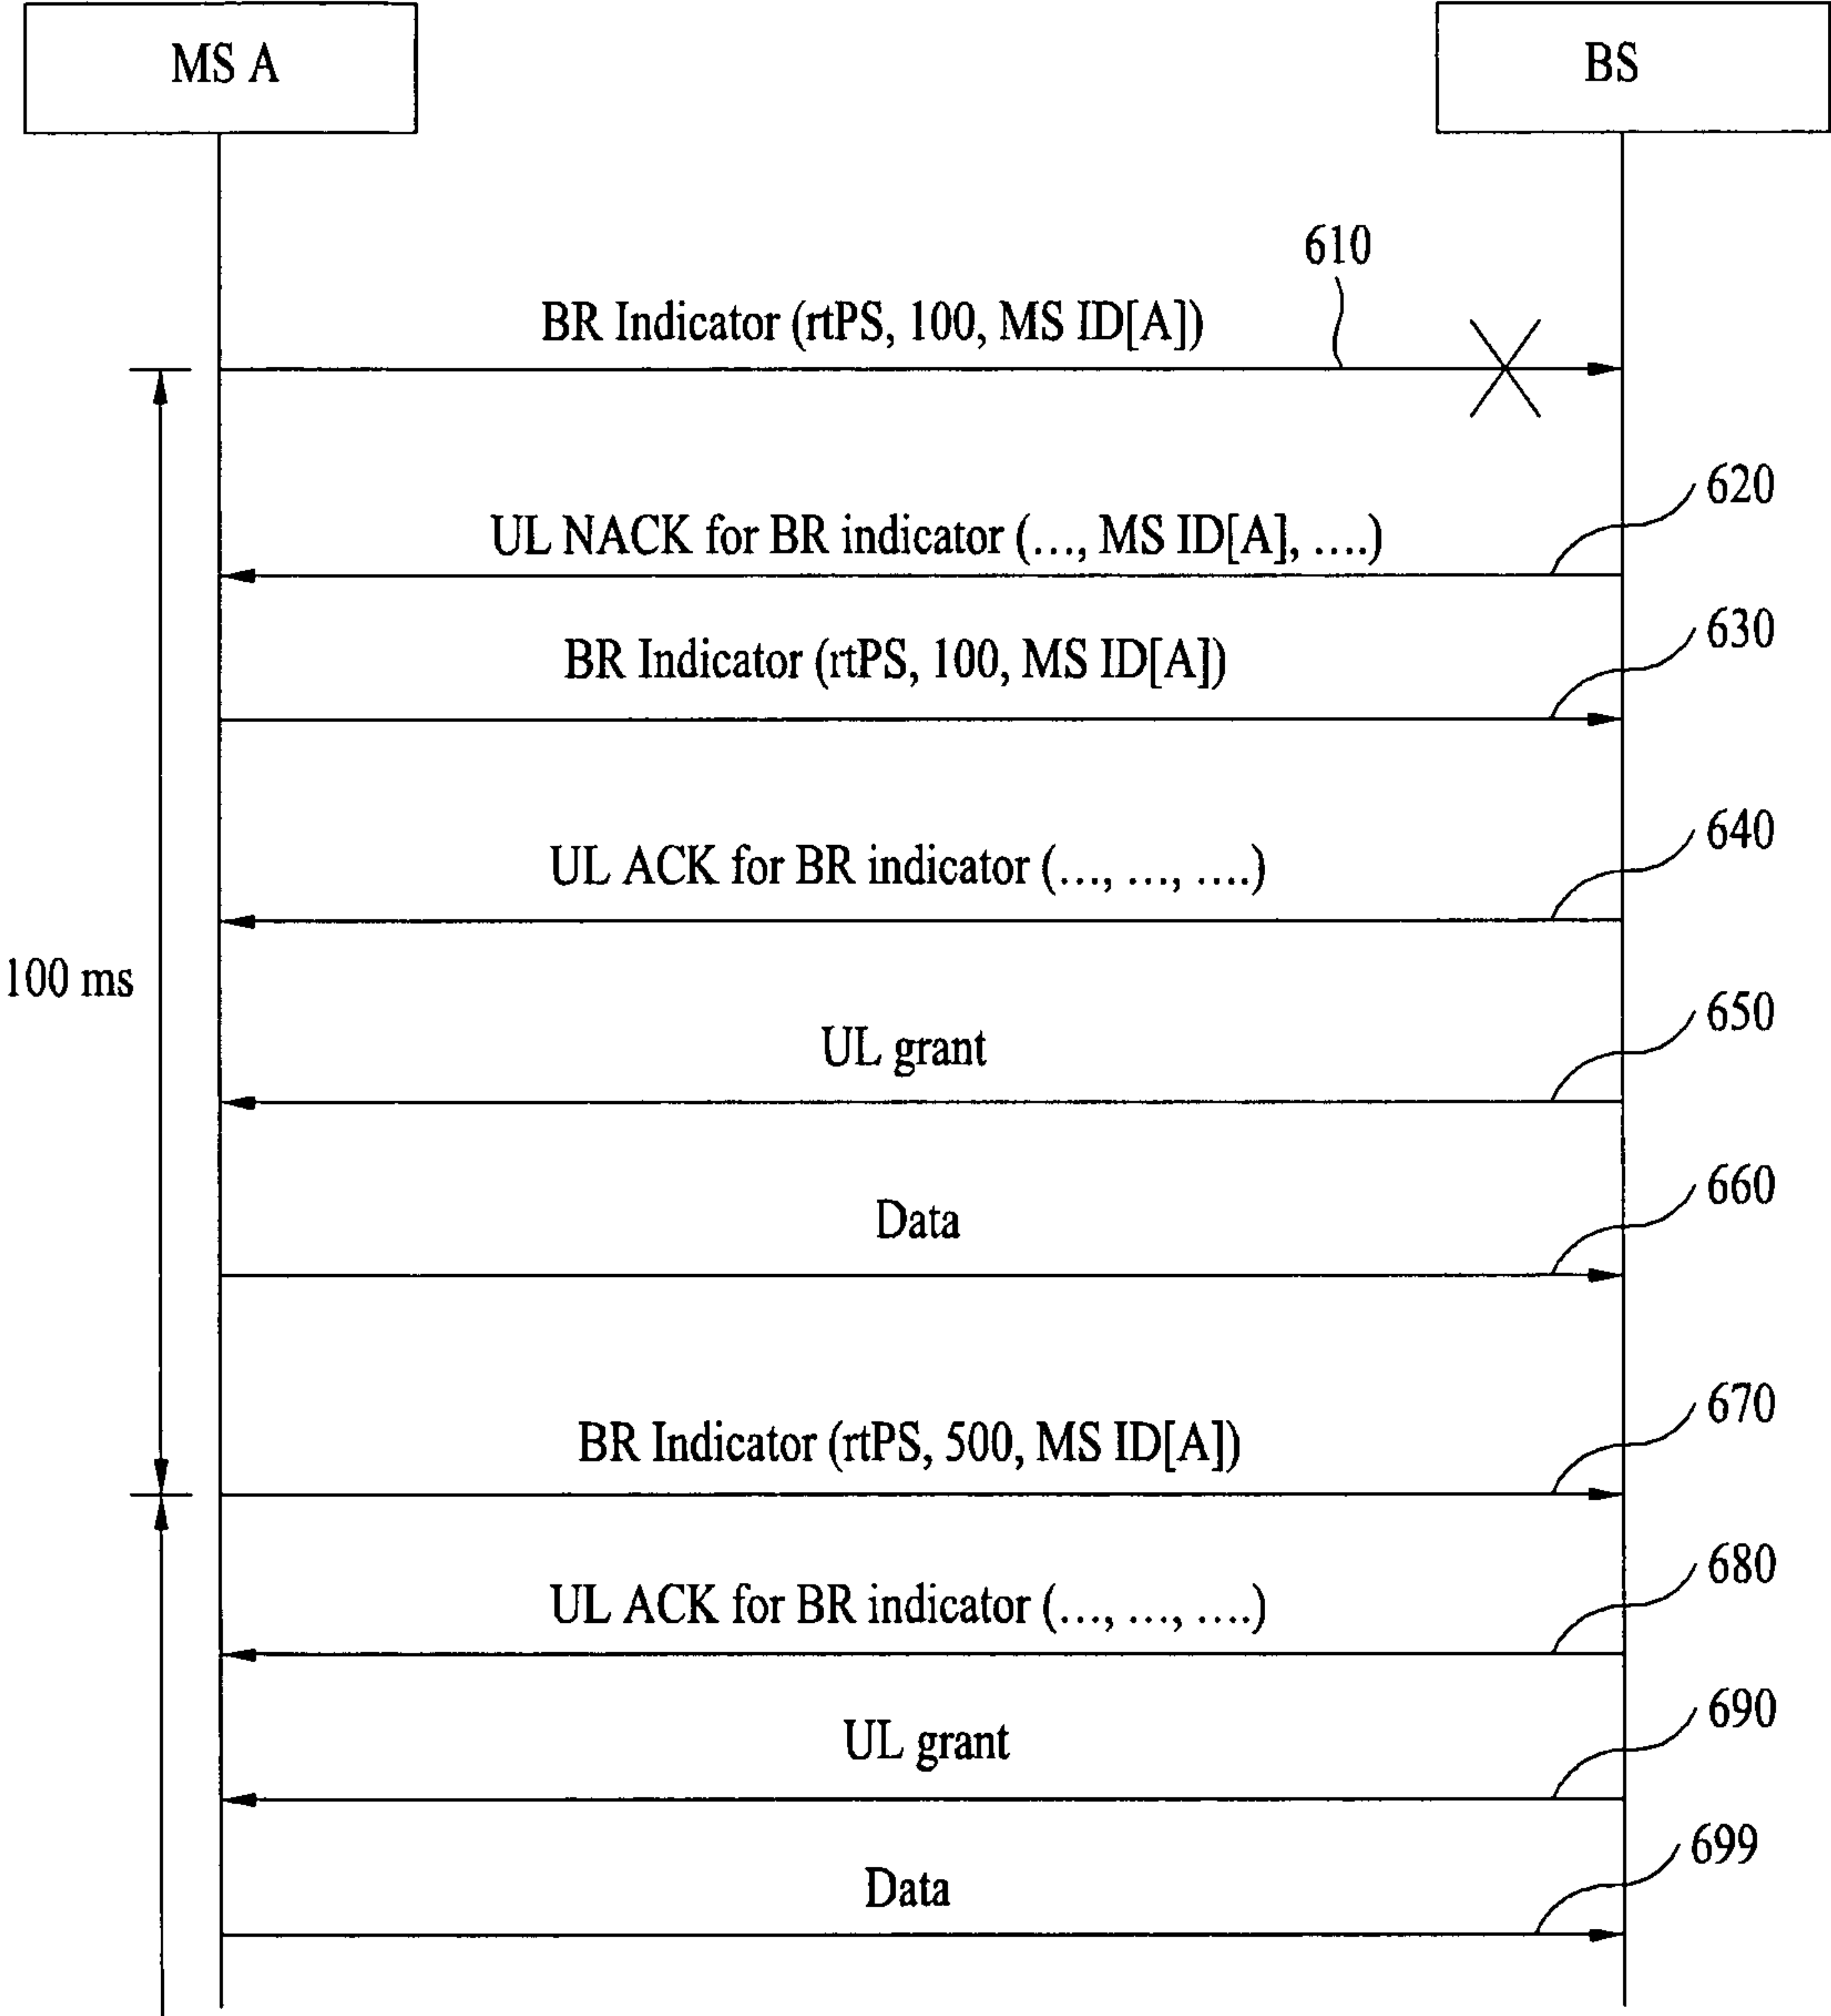 MS A
BS
610
BR Indicator (rtPS, 100, MS ID[A])
620
UL NACK for BR indicator (..., MS ID[A], ....)
630
BR Indicator (rtPS, 100, MS ID[A])
640
UL ACK for BR indicator (..., ..., ....)
100 ms
650
UL grant
660
Data
670
BR Indicator (rtPS, 500, MS ID[A])
680
UL ACK for BR indicator (..., ..., ....)
690
UL grant
699
Data